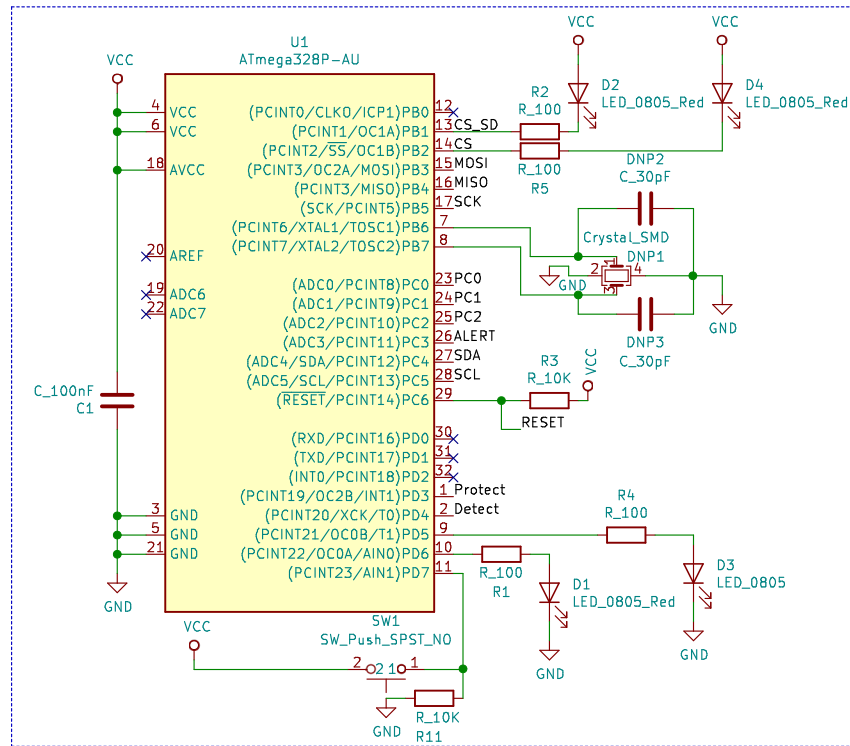 U1
ATmega328P-AU
VCC
VCC
VCC
4 VCC
6 VCC
18 AVCC
20 AREF
19 ADC6
22 ADC7
C_100nF
C1
3 GND
5 GND
21 GND
GND
(PCINT0/CLKO/ICP1)PB0 12
(PCINT1/OC1A)PB1 13 CS_SD
(PCINT2/SS/OC1B)PB2 14 CS
(PCINT3/OC2A/MOSI)PB3 15 MOSI
(PCINT3/MISO)PB4 16 MISO
(SCK/PCINT5)PB5 17 SCK
(PCINT6/XTAL1/TOSC1)PB6 7
(PCINT7/XTAL2/TOSC2)PB7 8
(ADC0/PCINT8)PC0 23 PC0
(ADC1/PCINT9)PC1 24 PC1
(ADC2/PCINT10)PC2 25 PC2
(ADC3/PCINT11)PC3 26 ALERT
(ADC4/SDA/PCINT12)PC4 27 SDA
(ADC5/SCL/PCINT13)PC5 28 SCL
(RESET/PCINT14)PC6 29
(RXD/PCINT16)PD0 30
(TXD/PCINT17)PD1 31
(INT0/PCINT18)PD2 32
(PCINT19/OC2B/INT1)PD3 1 Protect
(PCINT20/XCK/T0)PD4 2 Detect
(PCINT21/OC0B/T1)PD5 9
(PCINT22/OC0A/AIN0)PD6 10
(PCINT23/AIN1)PD7 11
R2
R_100
D2
LED_0805_Red
D4
LED_0805_Red
R_100
R5
DNP2
C_30pF
Crystal_SMD
DNP1
1
2
4
3
GND
GND
DNP3
C_30pF
R3
R_10K
VCC
RESET
R4
R_100
R_100
R1
D1
LED_0805_Red
D3
LED_0805
GND
GND
SW1
SW_Push_SPST_NO
VCC
2 2 1 1
GND
R_10K
R11